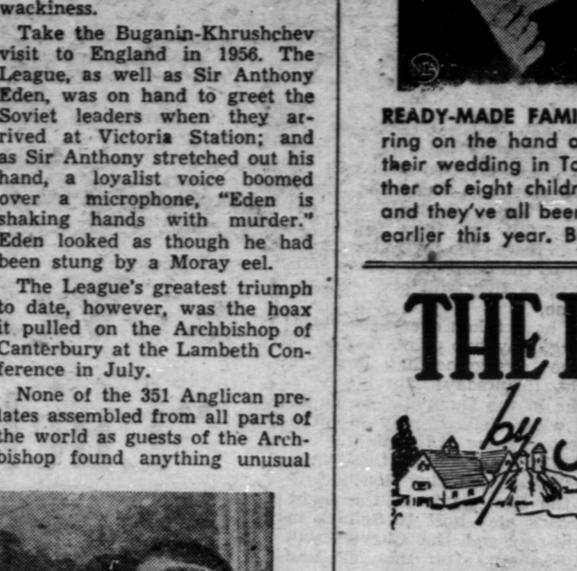 wackiness.
Take the Buganin-Khrushchev
visit to England in 1956. The
League, as well as Sir Anthony
Eden, was on hand to greet the
Soviet leaders when they ar-
rived at Victoria Station; and
as Sir Anthony stretched out his
hand, a loyalist voice boomed
over a microphone, "Eden is
shaking hands with murder."
Eden looked as though he had
been stung by a Moray eel.
The League's greatest triumph
to date, however, was the hoax
it pulled on the Archbishop of
Canterbury at the Lambeth Con-
ference in July.
None of the 351 Anglican pre-
lates assembled from all parts of
the world as guests of the Arch-
bishop found anything unusual
NEA
READY-MADE FAMI
ring on the hand o
their wedding in To
ther of eight childr
and they've all been
earlier this year. B
THE
by